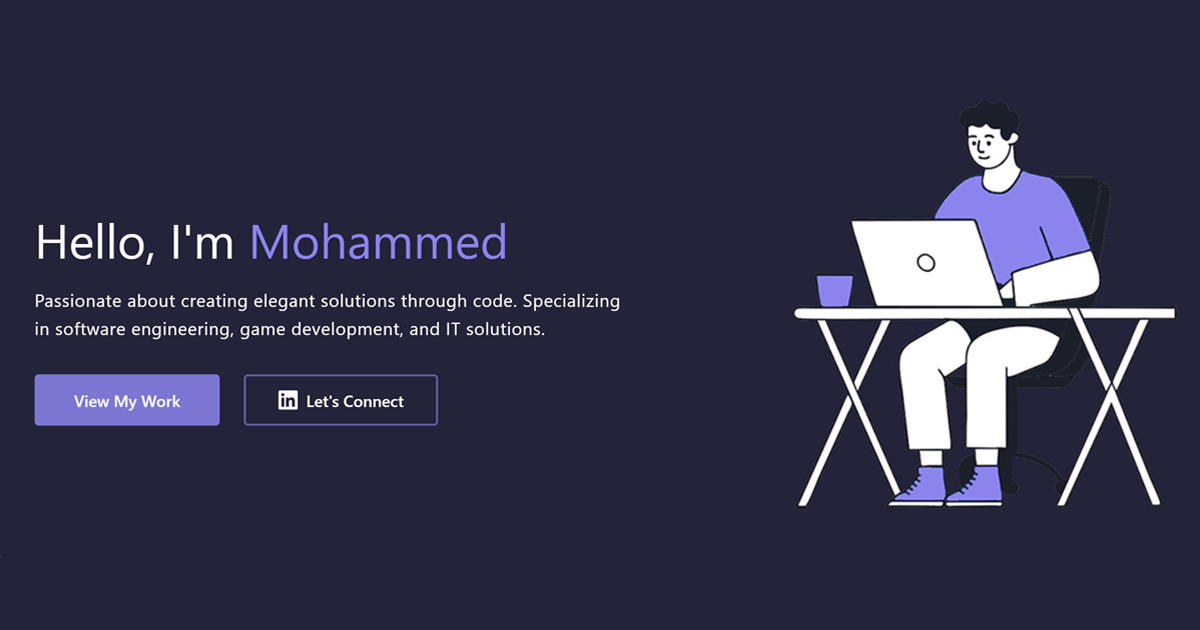 Hello, I'm Mohammed
Passionate about creating elegant solutions through code. Specializing
in software engineering, game development, and IT solutions.
View My Work
in Let's Connect